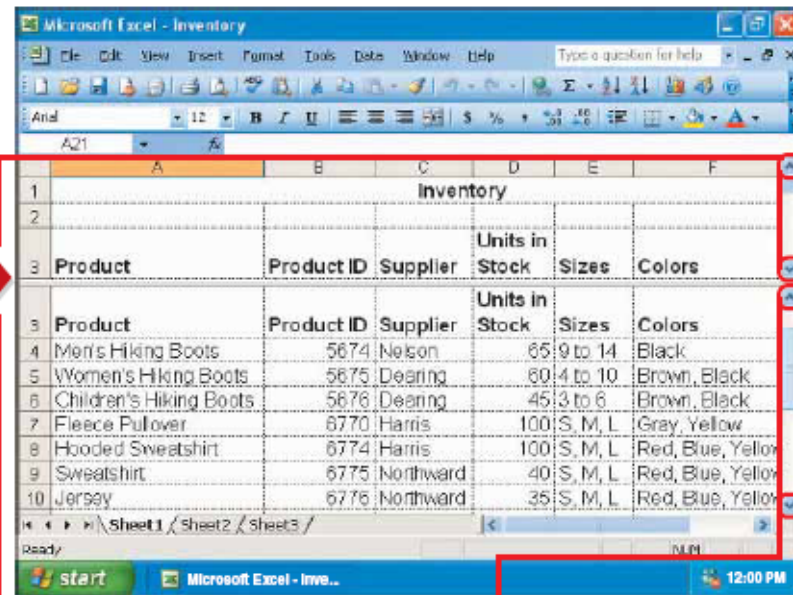 Microsoft Excel - Inventory
File Edit View Insert Format Tools Data Window Help Type a question for help
Arial 12 B I U $ % ,
A21 fx
A B C D E F
1 Inventory
2
Units in
3 Product Product ID Supplier Stock Sizes Colors
Units in
3 Product Product ID Supplier Stock Sizes Colors
4 Men's Hiking Boots 5674 Nelson 65 9 to 14 Black
5 Women's Hiking Boots 5675 Dearing 60 4 to 10 Brown, Black
6 Children's Hiking Boots 5676 Dearing 45 3 to 6 Brown, Black
7 Fleece Pullover 6770 Harris 100 S, M, L Gray, Yellow
8 Hooded Sweatshirt 6774 Harris 100 S, M, L Red, Blue, Yellow
9 Sweatshirt 6775 Northward 40 S, M, L Red, Blue, Yellow
10 Jersey 6776 Northward 35 S, M, L Red, Blue, Yellow
Sheet1 / Sheet2 / Sheet3 /
Ready NUM
start Microsoft Excel - Inve... 12:00 PM